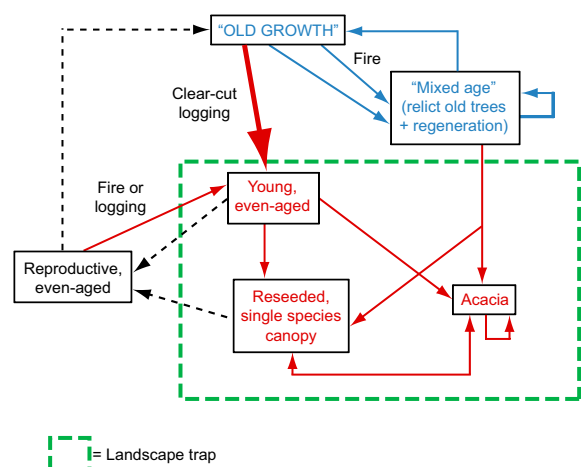 “OLD GROWTH”
Fire
“Mixed age”
(relict old trees
+ regeneration)
Clear-cut
logging
Fire or
logging
Young,
even-aged
Reproductive,
even-aged
Reseeded,
single species
canopy
Acacia
= Landscape trap